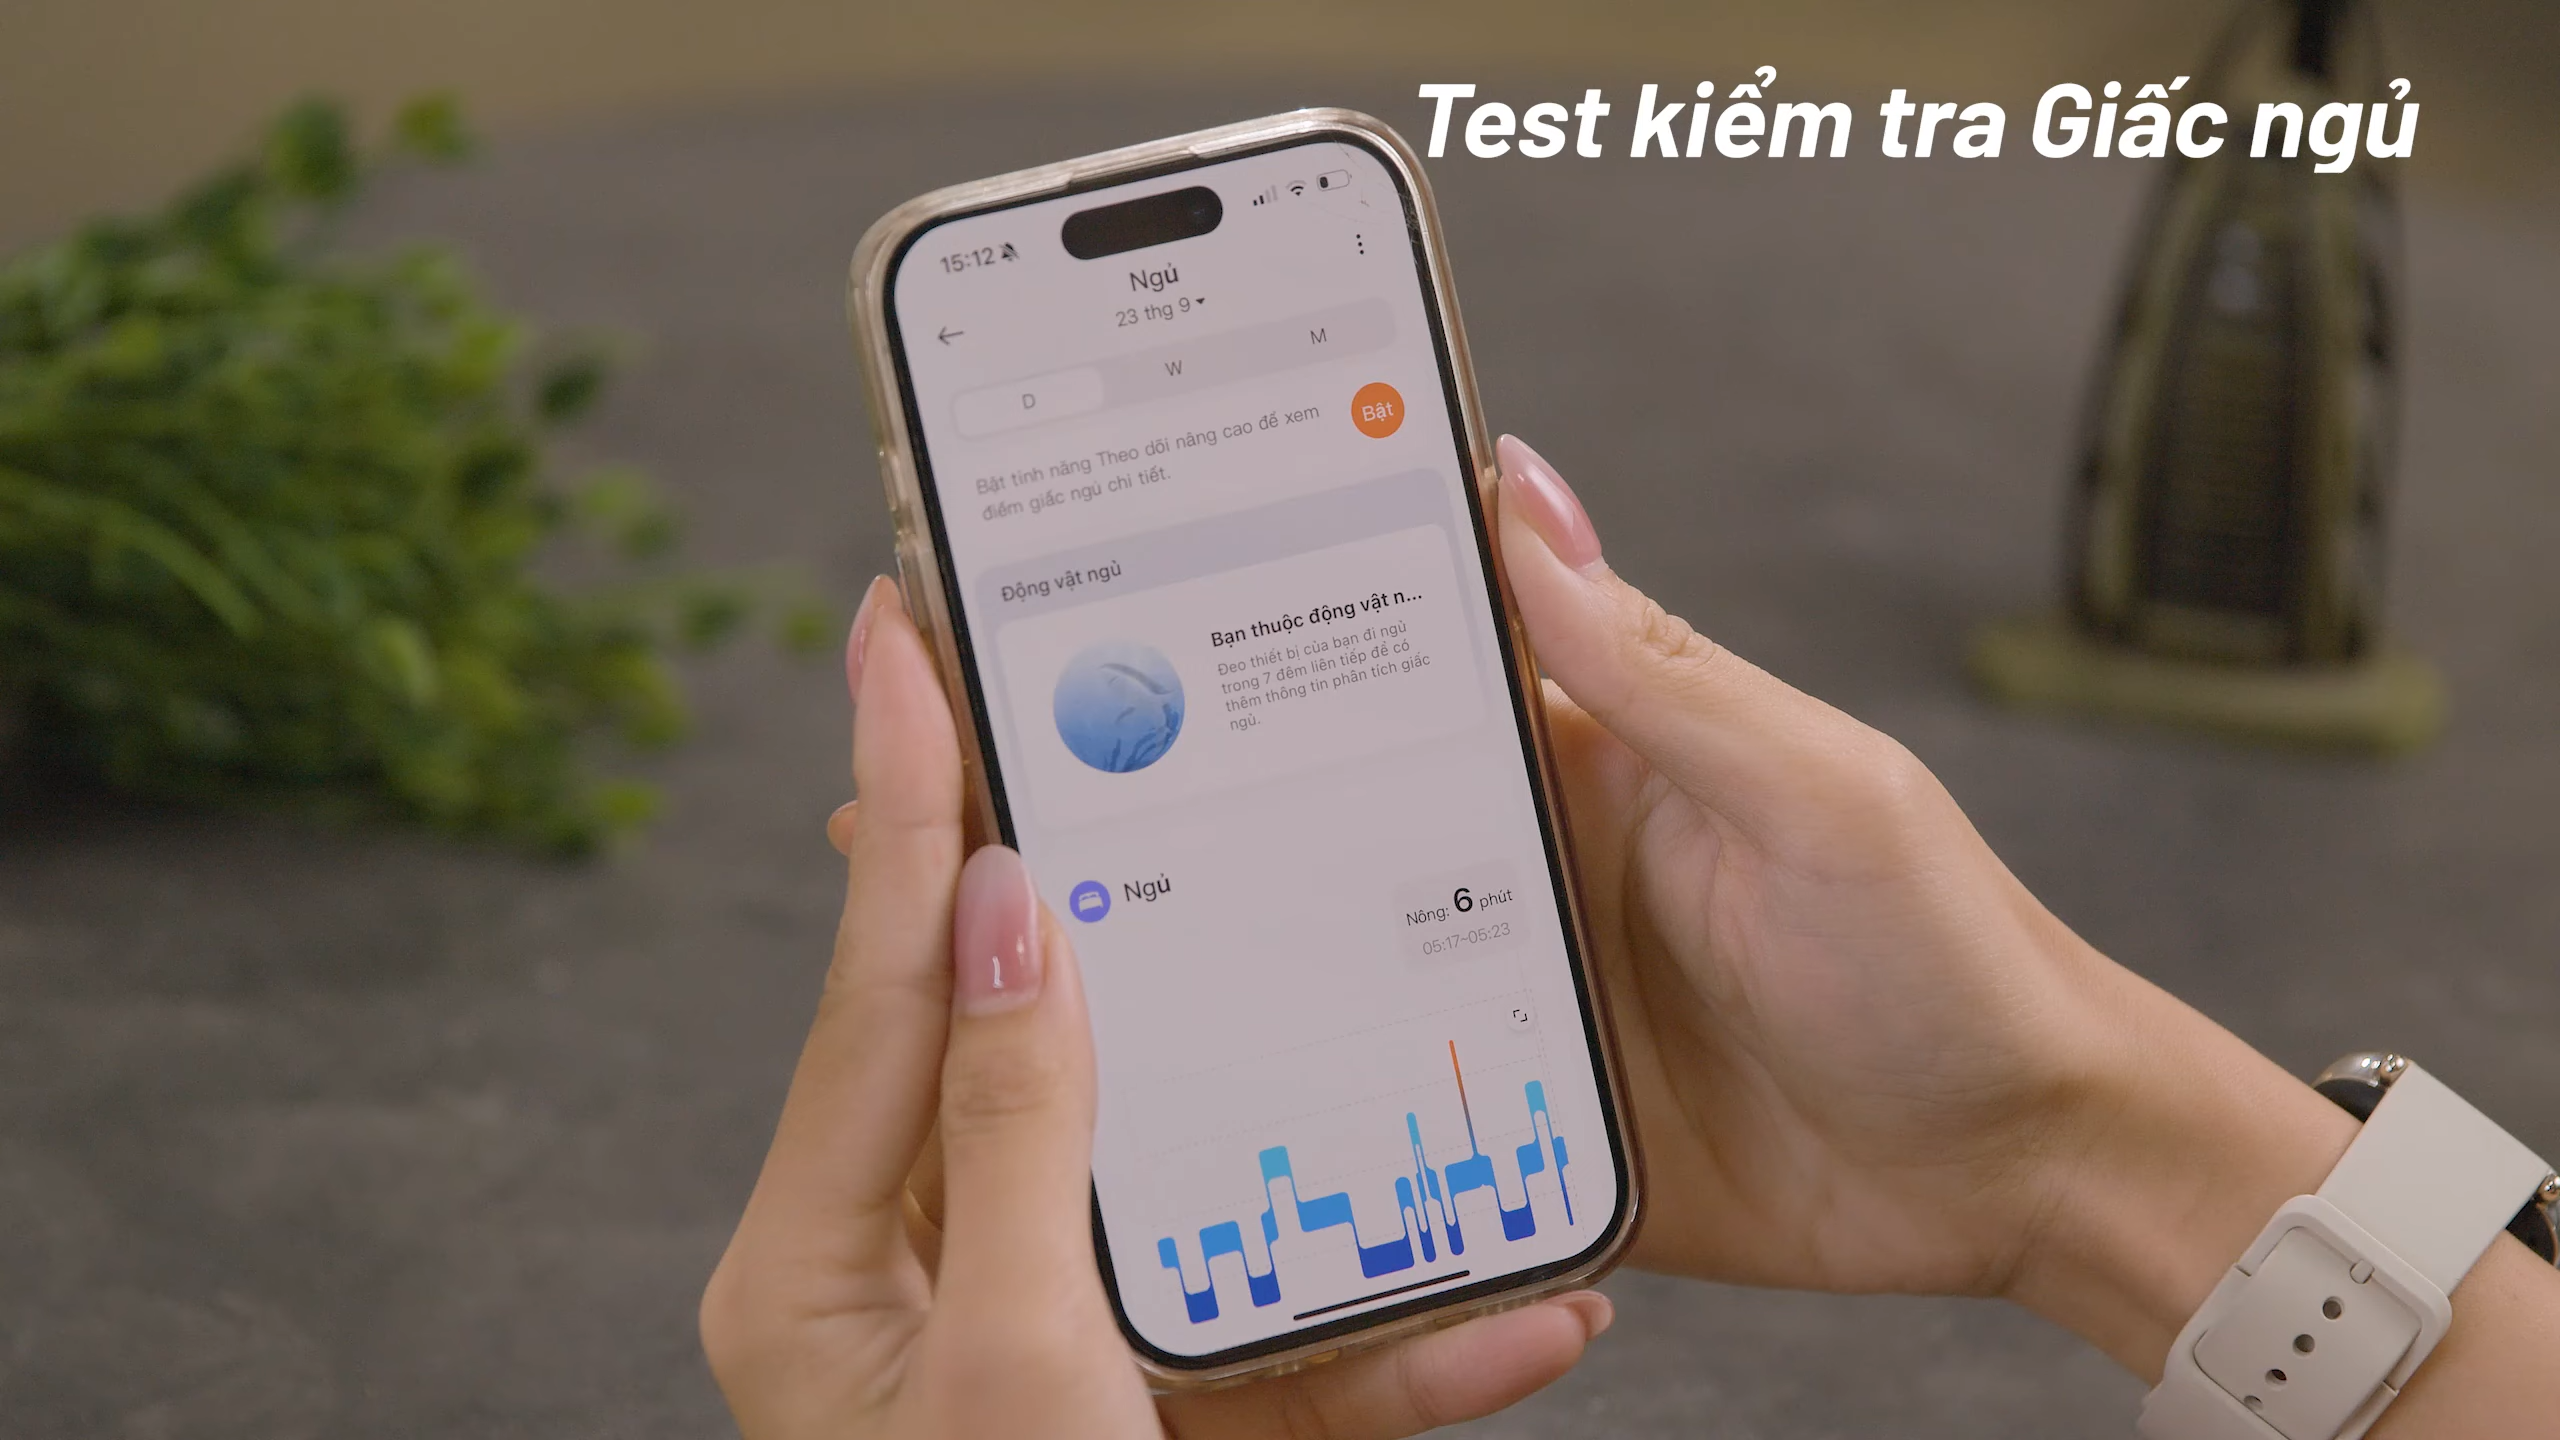 Test kiểm tra Giấc ngủ
15:12
Ngủ
23 thg 9
D
W
M
Bật tính năng Theo dõi nâng cao để xem
điểm giấc ngủ chi tiết.
Bật
Động vật ngủ
Bạn thuộc động vật n...
Đeo thiết bị của bạn đi ngủ
trong 7 đêm liên tiếp để có
thêm thông tin phân tích giấc
ngủ.
Ngủ
Nông: 6 phút
05:17~05:23